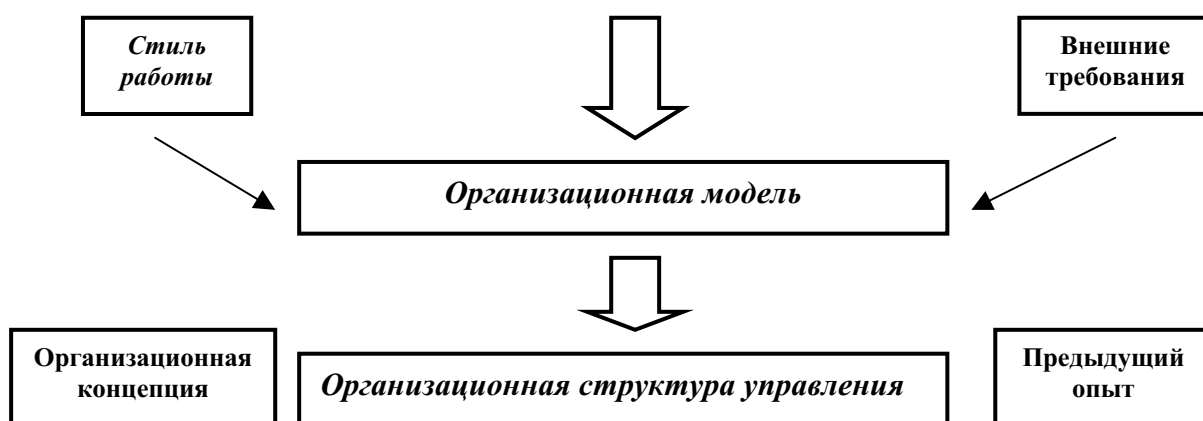 Стиль
работы
Внешние
требования
Организационная модель
Организационная
концепция
Организационная структура управления
Предыдущий
опыт